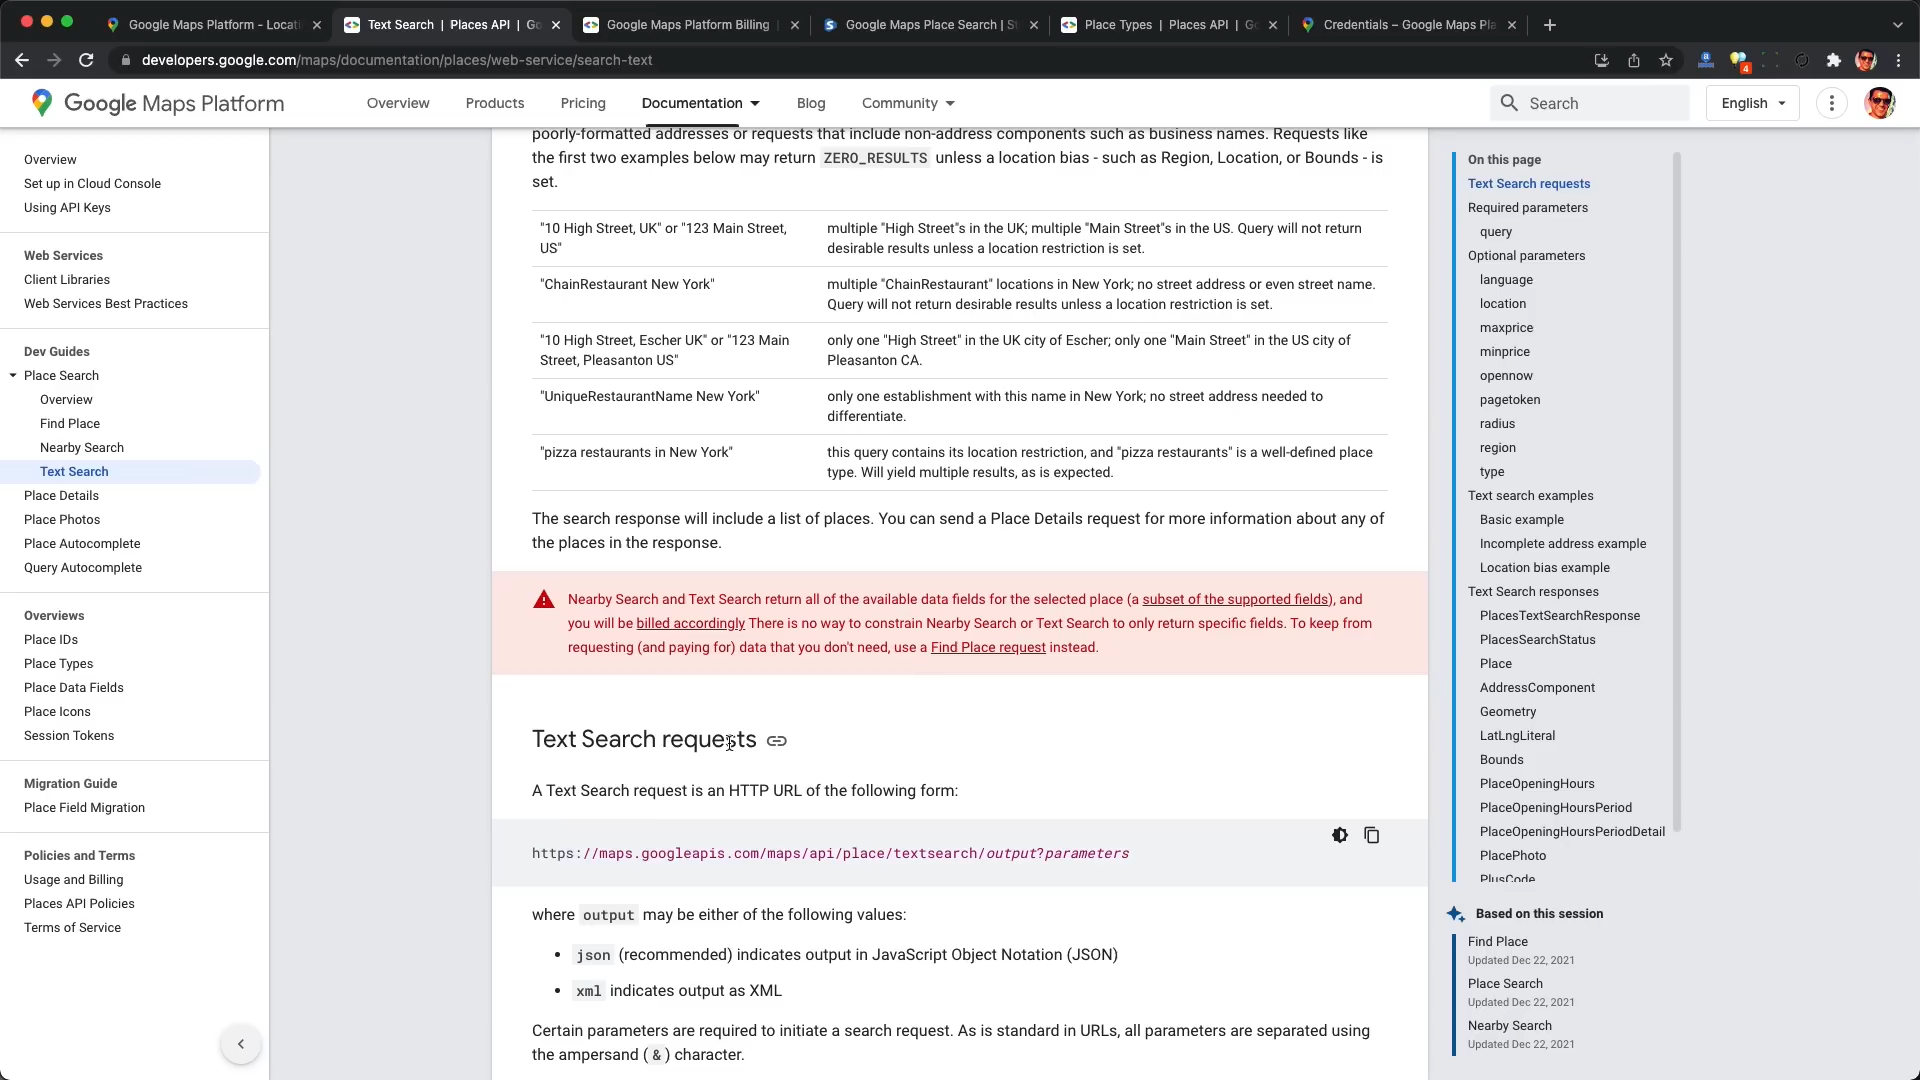 Google Maps Platform - Locati
Text Search | Places API | Go
Google Maps Platform Billing
Google Maps Place Search | St
Place Types | Places API | Go
Credentials – Google Maps Pla
developers.google.com/maps/documentation/places/web-service/search-text
4
Google Maps Platform
Overview
Products
Pricing
Documentation
Blog
Community
Search
English
Overview
Set up in Cloud Console
Using API Keys
Web Services
Client Libraries
Web Services Best Practices
Dev Guides
Place Search
Overview
Find Place
Nearby Search
Text Search
Place Details
Place Photos
Place Autocomplete
Query Autocomplete
Overviews
Place IDs
Place Types
Place Data Fields
Place Icons
Session Tokens
Migration Guide
Place Field Migration
Policies and Terms
Usage and Billing
Places API Policies
Terms of Service
poorly-formatted addresses or requests that include non-address components such as business names. Requests like
the first two examples below may return ZERO_RESULTS unless a location bias - such as Region, Location, or Bounds - is
set.
"10 High Street, UK" or "123 Main Street,
US"
multiple "High Street"s in the UK; multiple "Main Street"s in the US. Query will not return
desirable results unless a location restriction is set.
"ChainRestaurant New York"
multiple "ChainRestaurant" locations in New York; no street address or even street name.
Query will not return desirable results unless a location restriction is set.
"10 High Street, Escher UK" or "123 Main
Street, Pleasanton US"
only one "High Street" in the UK city of Escher; only one "Main Street" in the US city of
Pleasanton CA.
"UniqueRestaurantName New York"
only one establishment with this name in New York; no street address needed to
differentiate.
"pizza restaurants in New York"
this query contains its location restriction, and "pizza restaurants" is a well-defined place
type. Will yield multiple results, as is expected.
The search response will include a list of places. You can send a Place Details request for more information about any of
the places in the response.
Nearby Search and Text Search return all of the available data fields for the selected place (a subset of the supported fields), and
you will be billed accordingly There is no way to constrain Nearby Search or Text Search to only return specific fields. To keep from
requesting (and paying for) data that you don't need, use a Find Place request instead.
Text Search requests
A Text Search request is an HTTP URL of the following form:
https://maps.googleapis.com/maps/api/place/textsearch/output?parameters
where output may be either of the following values:
• json (recommended) indicates output in JavaScript Object Notation (JSON)
• xml indicates output as XML
Certain parameters are required to initiate a search request. As is standard in URLs, all parameters are separated using
the ampersand ( & ) character.
On this page
Text Search requests
Required parameters
query
Optional parameters
language
location
maxprice
minprice
opennow
pagetoken
radius
region
type
Text search examples
Basic example
Incomplete address example
Location bias example
Text Search responses
PlacesTextSearchResponse
PlacesSearchStatus
Place
AddressComponent
Geometry
LatLngLiteral
Bounds
PlaceOpeningHours
PlaceOpeningHoursPeriod
PlaceOpeningHoursPeriodDetail
PlacePhoto
PlusCode
Based on this session
Find Place
Updated Dec 22, 2021
Place Search
Updated Dec 22, 2021
Nearby Search
Updated Dec 22, 2021